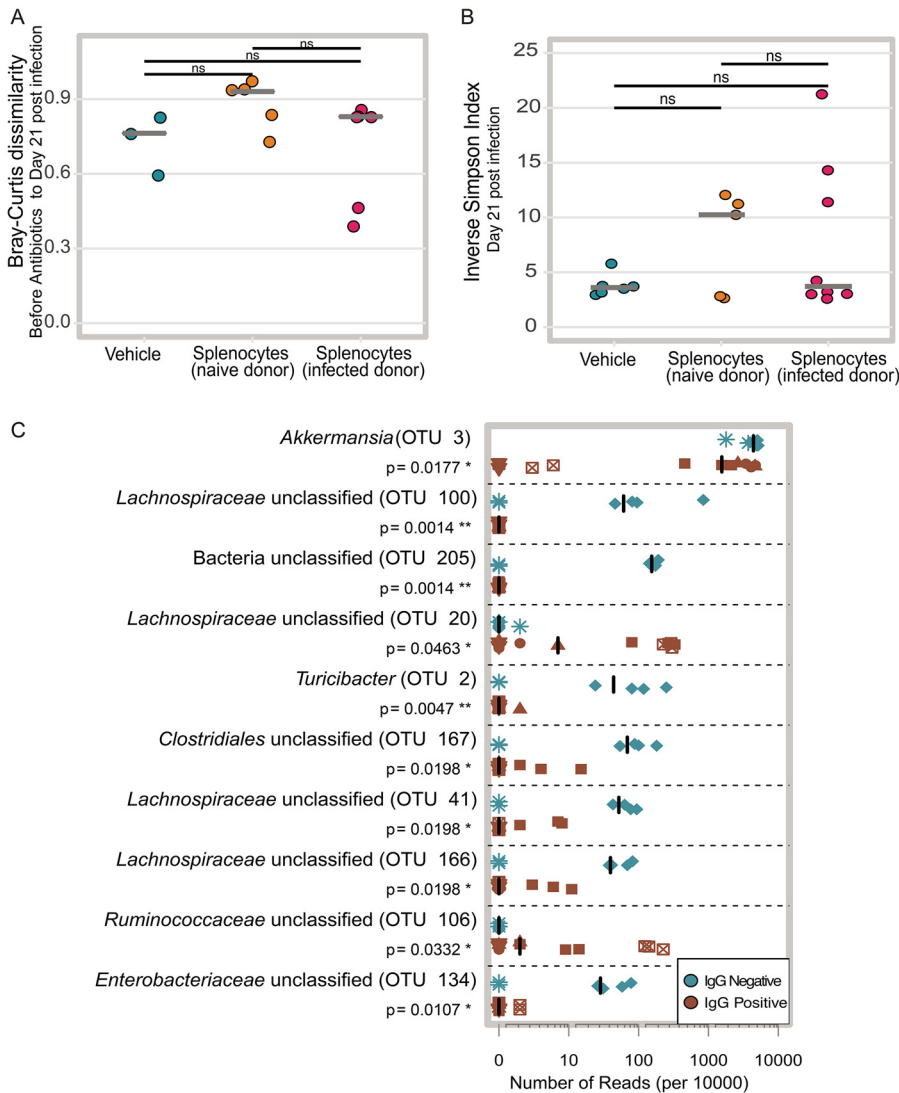 A
Bray-Curtis dissimilarity
Before Antibiotics to Day 21 post infection
0.9
0.6
0.3
0.0
ns
ns
ns
Vehicle
Splenocytes
(naive donor)
Splenocytes
(infected donor)
B
Inverse Simpson Index
Day 21 post infection
25
20
15
10
5
0
ns
ns
ns
Vehicle
Splenocytes
(naive donor)
Splenocytes
(infected donor)
C
Akkermansia (OTU 3)
p= 0.0177 *
Lachnospiraceae unclassified (OTU 100)
p= 0.0014 **
Bacteria unclassified (OTU 205)
p= 0.0014 **
Lachnospiraceae unclassified (OTU 20)
p= 0.0463 *
Turicibacter (OTU 2)
p= 0.0047 **
Clostridiales unclassified (OTU 167)
p= 0.0198 *
Lachnospiraceae unclassified (OTU 41)
p= 0.0198 *
Lachnospiraceae unclassified (OTU 166)
p= 0.0198 *
Ruminococcaceae unclassified (OTU 106)
p= 0.0332 *
Enterobacteriaceae unclassified (OTU 134)
p= 0.0107 *
IgG Negative
IgG Positive
0 10 100 1000 10000
Number of Reads (per 10000)